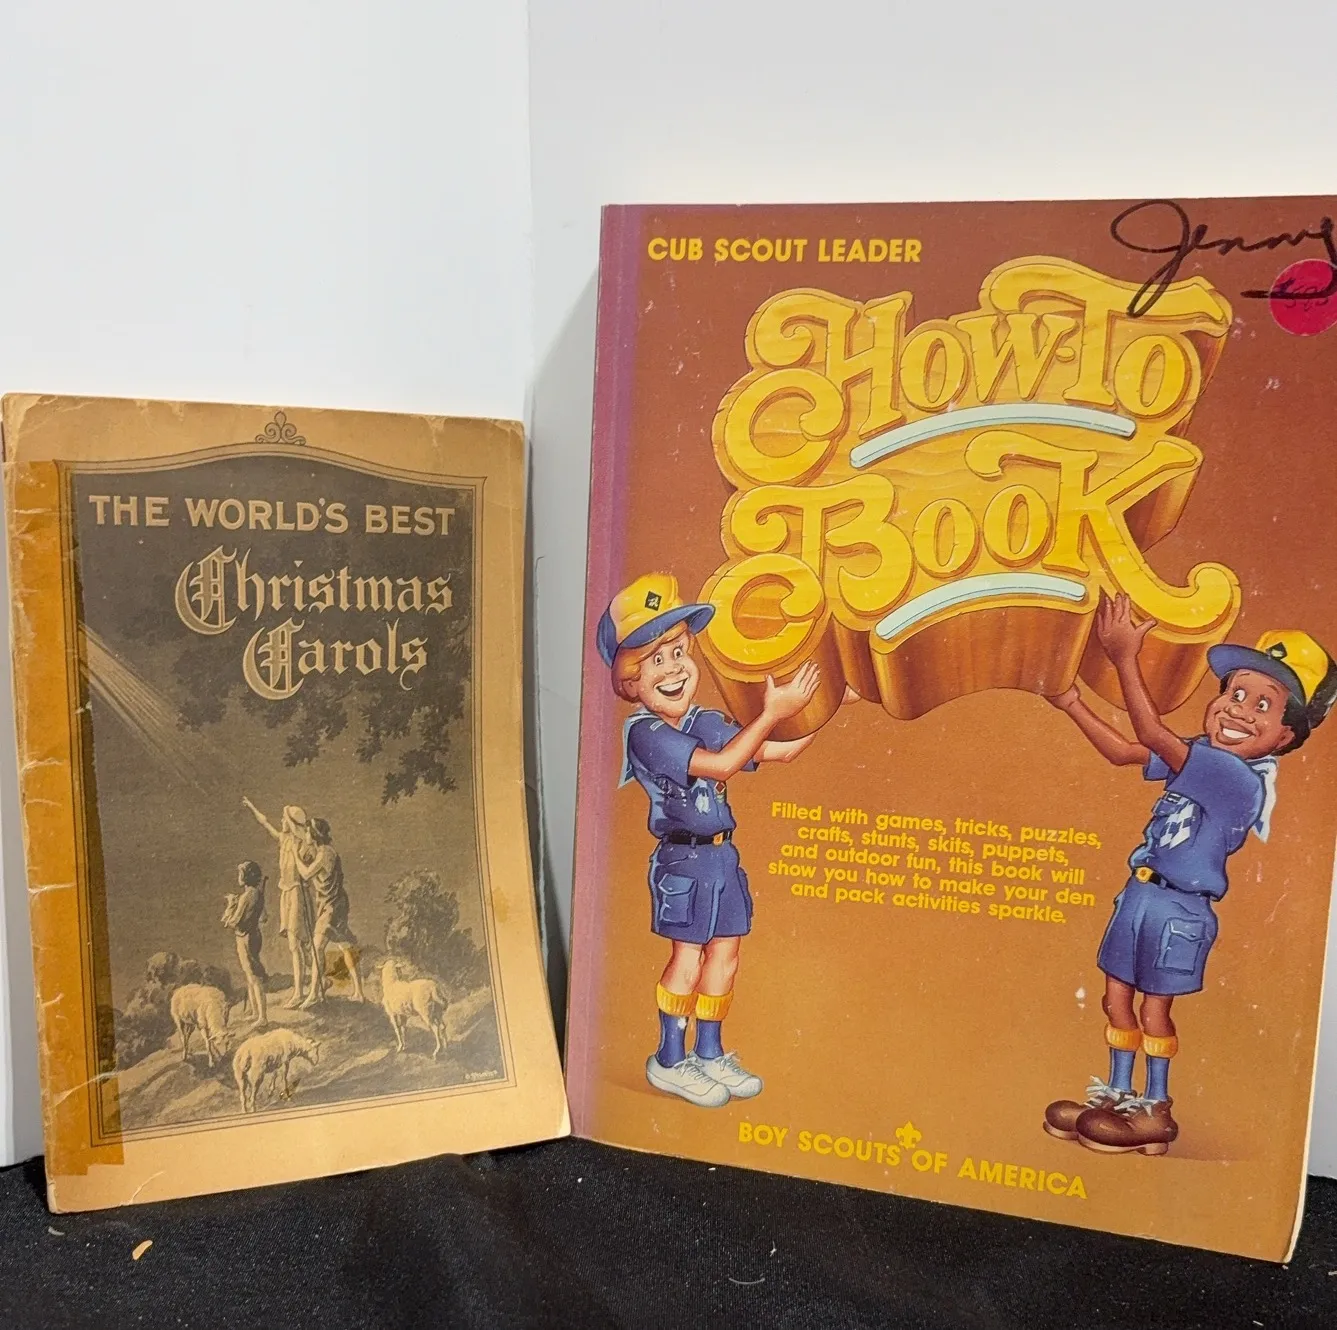 THE WORLD'S BEST
Christmas
Carols
CUB SCOUT LEADER
Jenny
How-To
Book
Filled with games, tricks, puzzles,
crafts, stunts, skits, puppets,
and outdoor fun, this book will
show you how to make your den
and pack activities sparkle.
BOY SCOUTS OF AMERICA